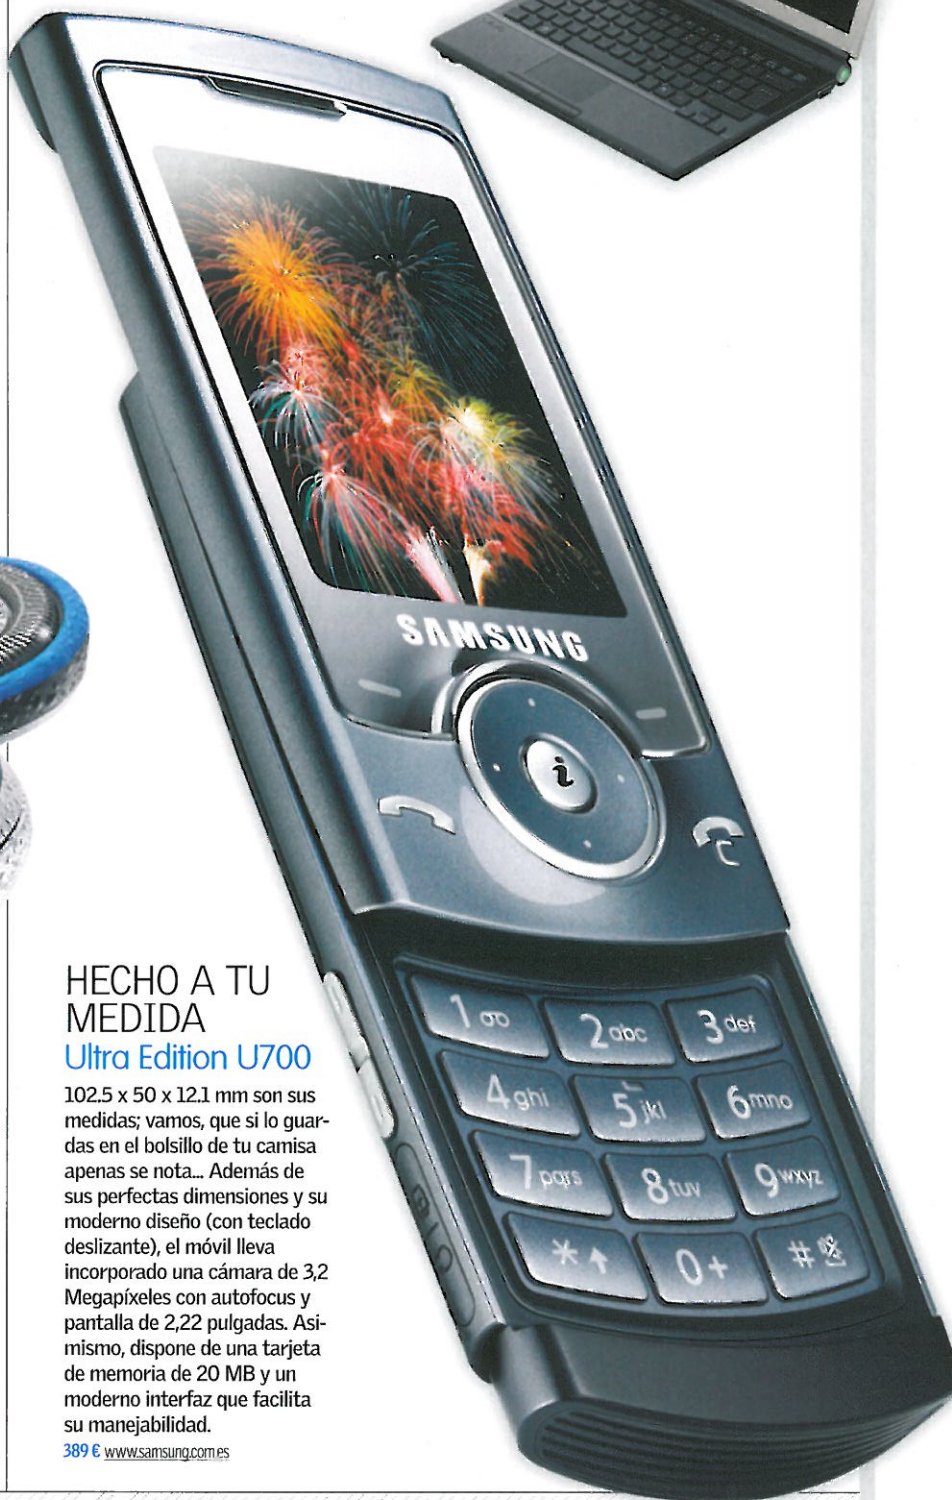 SAMSUNG
i
C
1
2 abc
3 def
4 ghi
5 jkl
6 mno
7 pqrs
8 tuv
9 wxyz
* 
0 +
#
HECHO A TU
MEDIDA
Ultra Edition U700
102.5 x 50 x 12.1 mm son sus
medidas; vamos, que si lo guar-
das en el bolsillo de tu camisa
apenas se nota... Además de
sus perfectas dimensiones y su
moderno diseño (con teclado
deslizante), el móvil lleva
incorporado una cámara de 3,2
Megapíxeles con autofocus y
pantalla de 2,22 pulgadas. Asi-
mismo, dispone de una tarjeta
de memoria de 20 MB y un
moderno interfaz que facilita
su manejabilidad.
389 € www.samsung.com.es